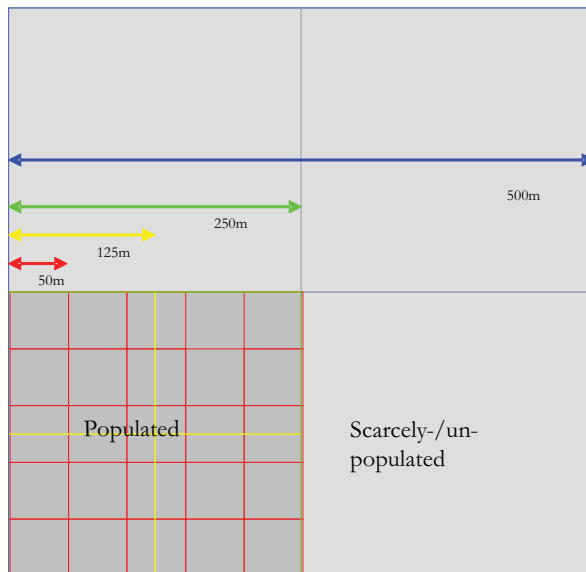 500m
250m
125m
50m
Populated
Scarcely-/un-
populated